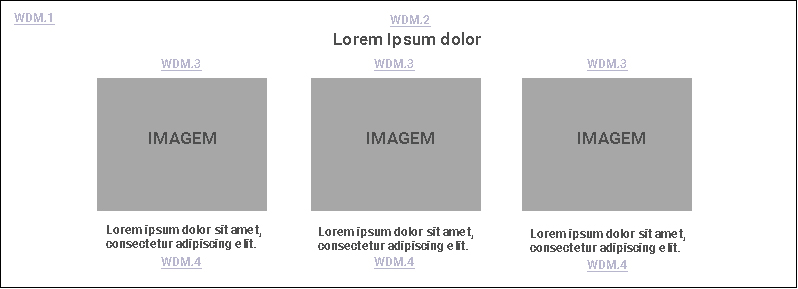 WDM.1
WDM.2
Lorem Ipsum dolor
WDM.3
WDM.3
WDM.3
IMAGEM
IMAGEM
IMAGEM
Lorem ipsum dolor sit amet,
consectetur adipiscing elit.
Lorem ipsum dolor sit amet,
consectetur adipiscing elit.
Lorem ipsum dolor sit amet,
consectetur adipiscing elit.
WDM.4
WDM.4
WDM.4